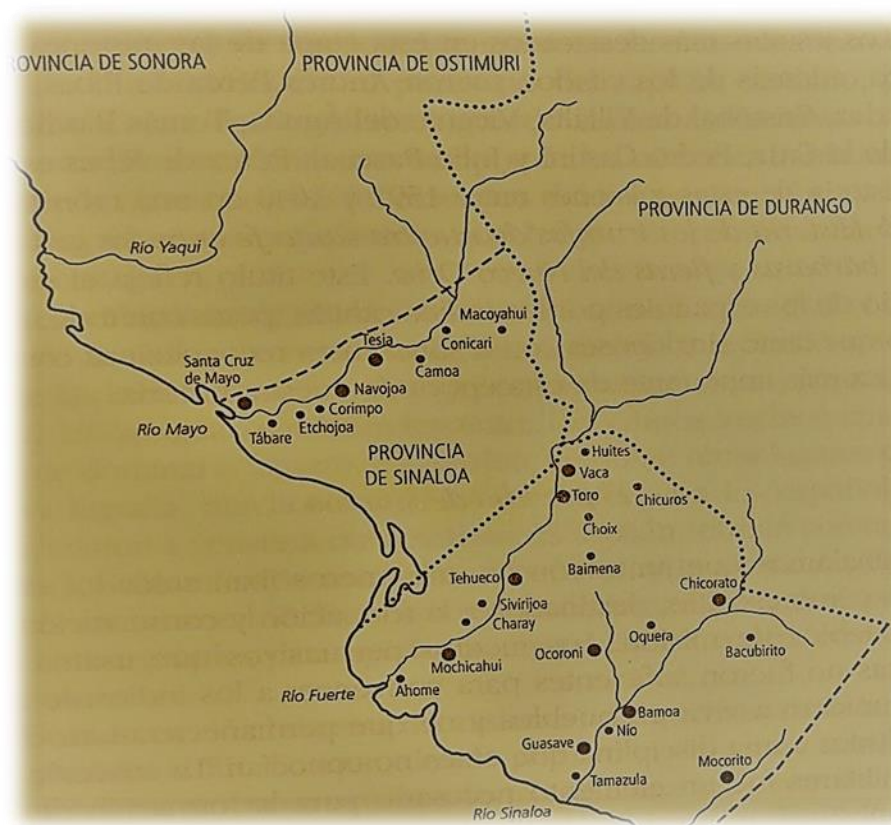 PROVINCIA DE SONORA
PROVINCIA DE OSTIMURI
PROVINCIA DE DURANGO
Río Yaqui
Macoyahui
Conicari
Tesia
Camoa
Santa Cruz
de Mayo
Navojoa
Corimpo
Etchojoa
Río Mayo
Tábare
PROVINCIA
DE SINALOA
Huites
Vaca
Toro
Chicuros
Choix
Baimena
Tehueco
Chicorato
Sivirijoa
Charay
Oquera
Bacubirito
Mochicahui
Ocoroni
Ahome
Río Fuerte
Bamoa
Nío
Guasave
Tamazula
Mocorito
Río Sinaloa